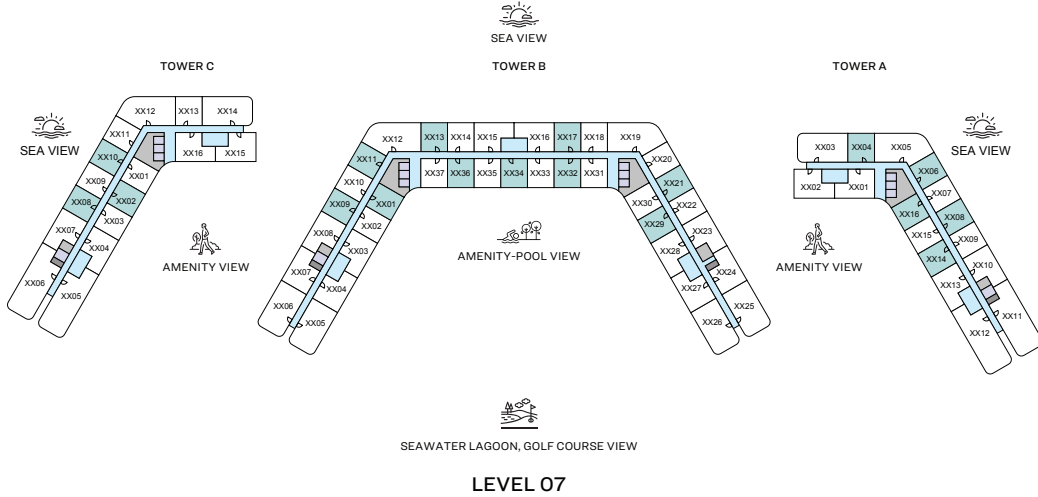 SEA VIEW
TOWER C
TOWER B
TOWER A
SEA VIEW
SEA VIEW
XX12
XX13
XX14
XX11
XX10
XX09
XX08
XX07
XX06
XX01
XX02
XX03
XX04
XX05
XX16
XX15
XX12
XX13
XX14
XX15
XX16
XX17
XX18
XX19
XX11
XX10
XX09
XX08
XX07
XX06
XX37
XX36
XX35
XX34
XX33
XX32
XX31
XX01
XX02
XX03
XX04
XX05
XX20
XX21
XX22
XX23
XX24
XX25
XX30
XX29
XX28
XX27
XX26
XX03
XX04
XX05
XX02
XX01
XX06
XX07
XX08
XX09
XX10
XX11
XX16
XX15
XX14
XX13
XX12
AMENITY VIEW
AMENITY-POOL VIEW
AMENITY VIEW
SEAWATER LAGOON, GOLF COURSE VIEW
LEVEL 07